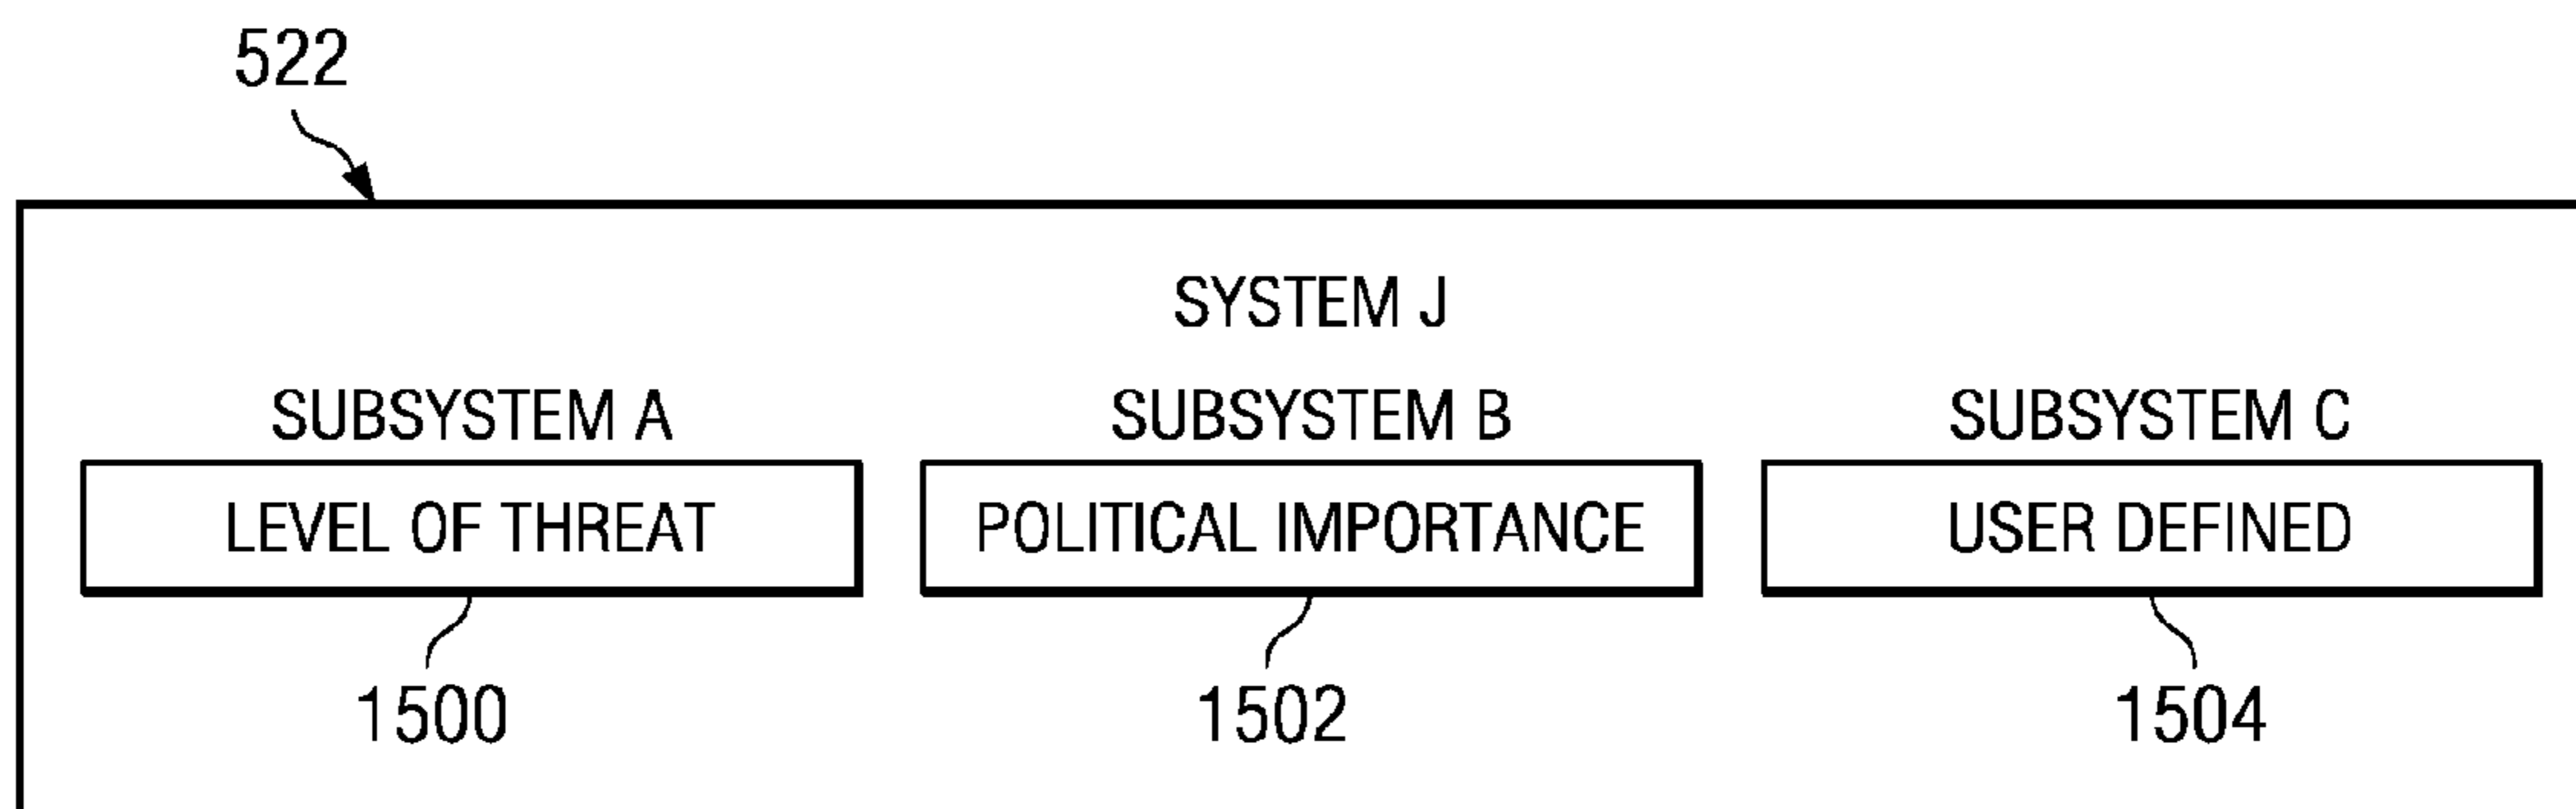 522
SYSTEM J
SUBSYSTEM A SUBSYSTEM B SUBSYSTEM C
LEVEL OF THREAT POLITICAL IMPORTANCE USER DEFINED
1500 1502 1504